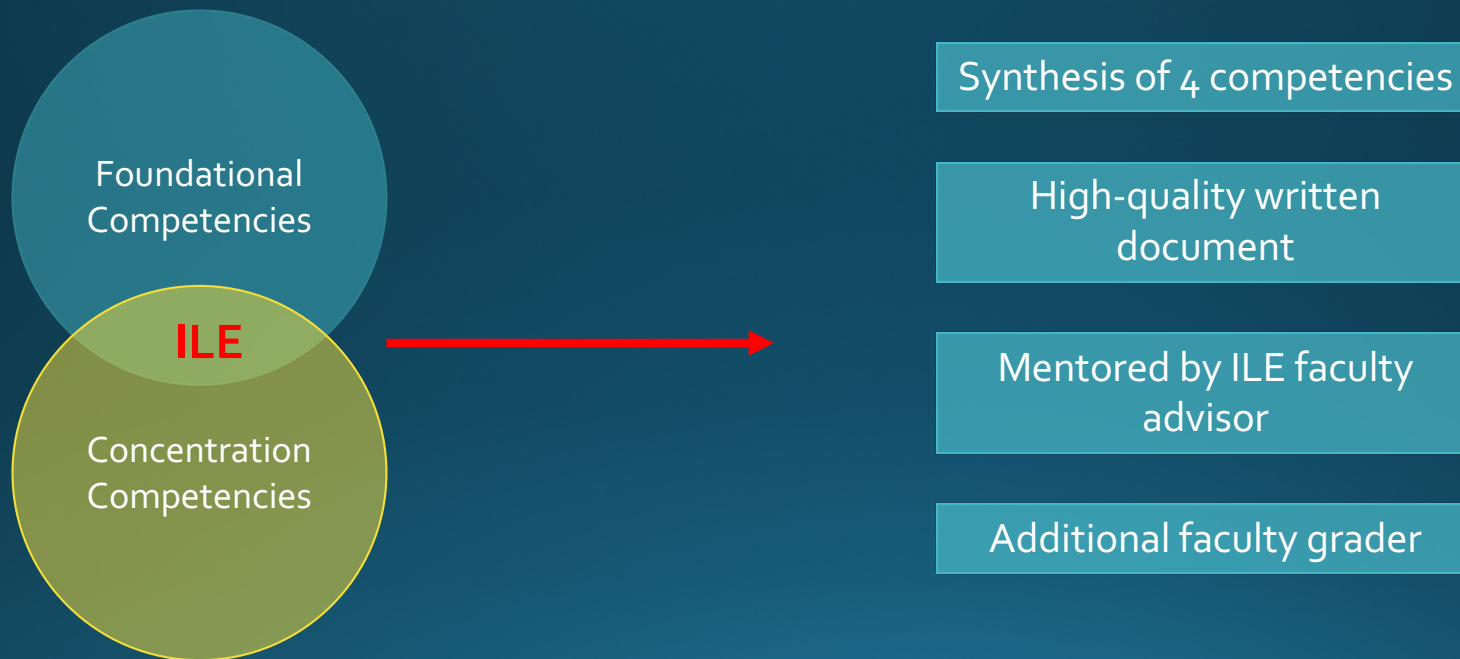 Foundational
Competencies
ILE
Concentration
Competencies
Synthesis of 4 competencies
High-quality written
document
Mentored by ILE faculty
advisor
Additional faculty grader